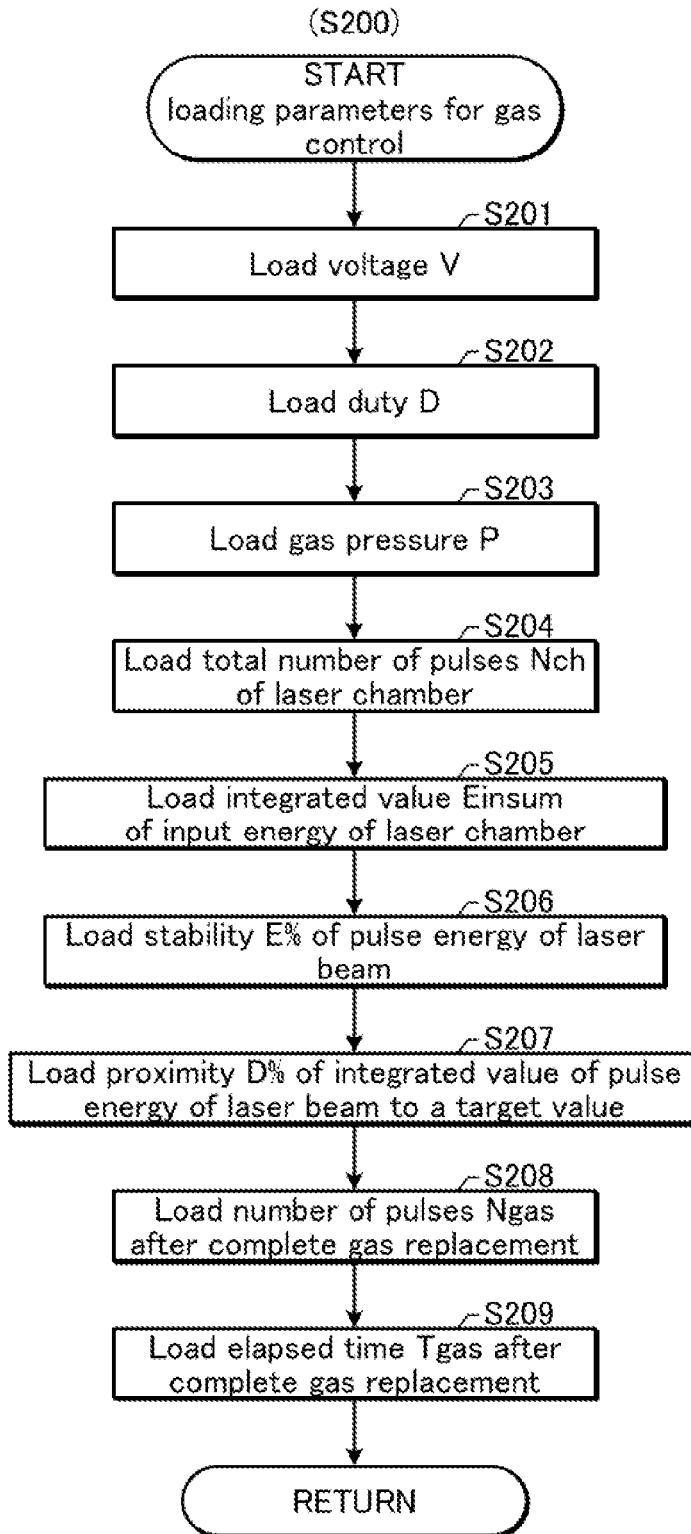 (S200)
START
loading parameters for gas
control
S201
Load voltage V
S202
Load duty D
S203
Load gas pressure P
S204
Load total number of pulses Nch
of laser chamber
S205
Load integrated value Einsum
of input energy of laser chamber
S206
Load stability E% of pulse energy of laser
beam
S207
Load proximity D% of integrated value of pulse
energy of laser beam to a target value
S208
Load number of pulses Ngas
after complete gas replacement
S209
Load elapsed time Tgas after
complete gas replacement
RETURN